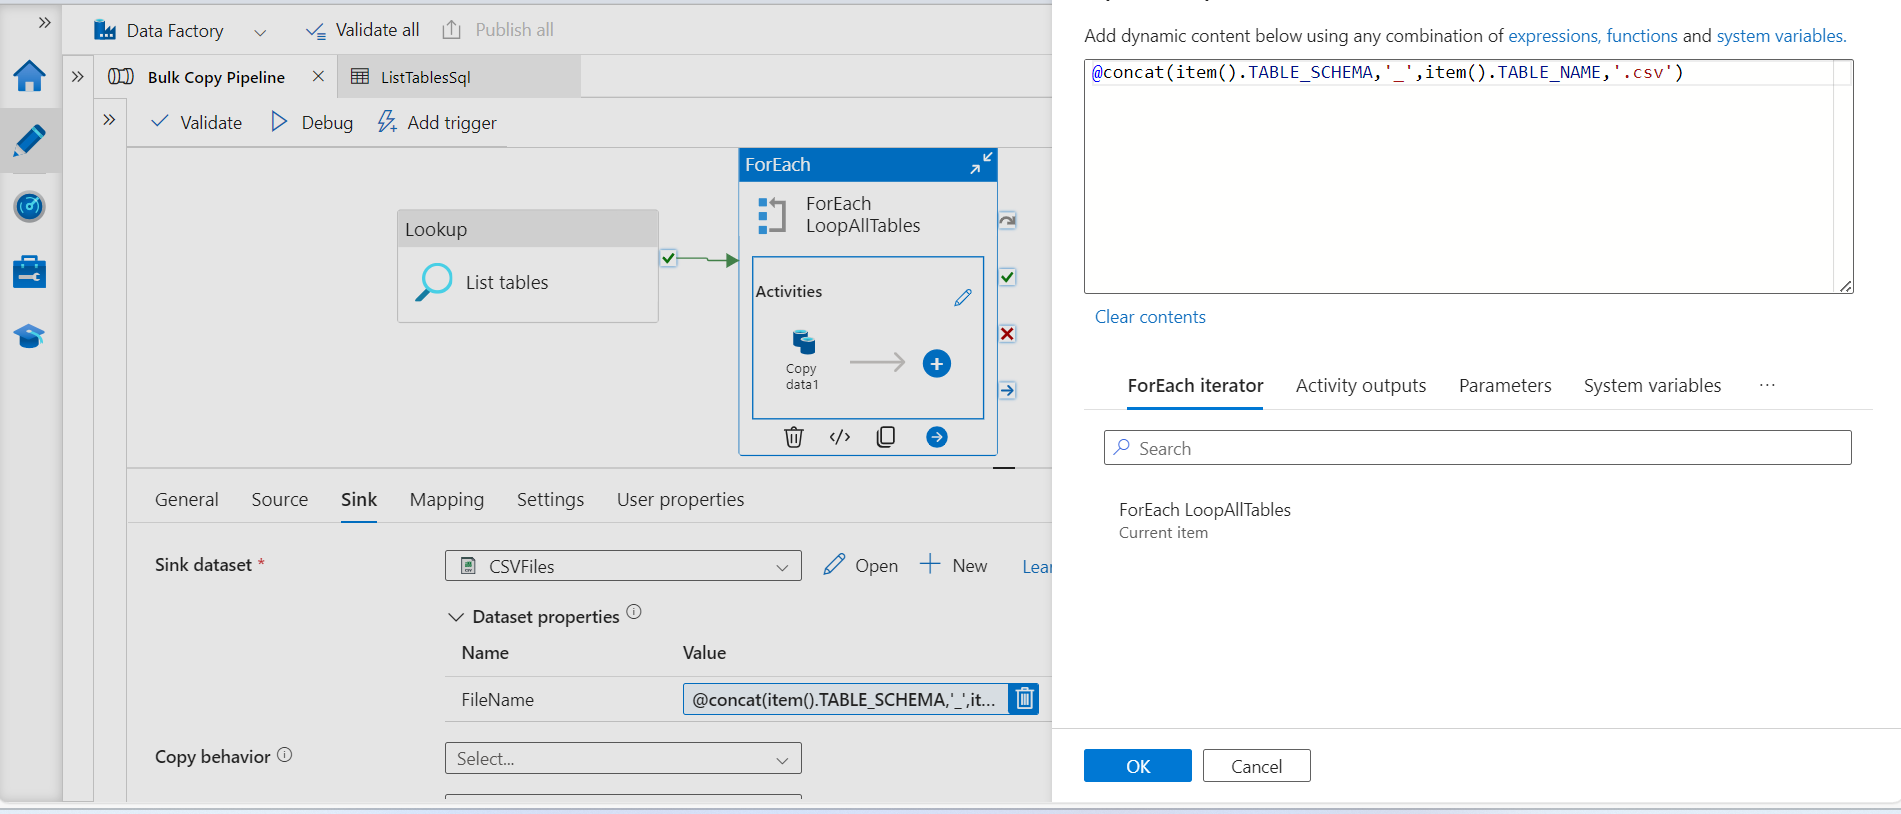 Data Factory
Validate all
Publish all
Bulk Copy Pipeline
ListTablesSql
Validate
Debug
Add trigger
Lookup
List tables
ForEach
ForEach
LoopAllTables
Activities
Copy
data1
General
Source
Sink
Mapping
Settings
User properties
Sink dataset *
CSVFiles
Open
New
Dataset properties
Name
Value
FileName
@concat(item().TABLE_SCHEMA,'_',it...
Copy behavior
Select...
Add dynamic content below using any combination of expressions, functions and system variables.
@concat(item().TABLE_SCHEMA,'_',item().TABLE_NAME,'.csv')
Clear contents
ForEach iterator
Activity outputs
Parameters
System variables
...
Search
ForEach LoopAllTables
Current item
OK
Cancel